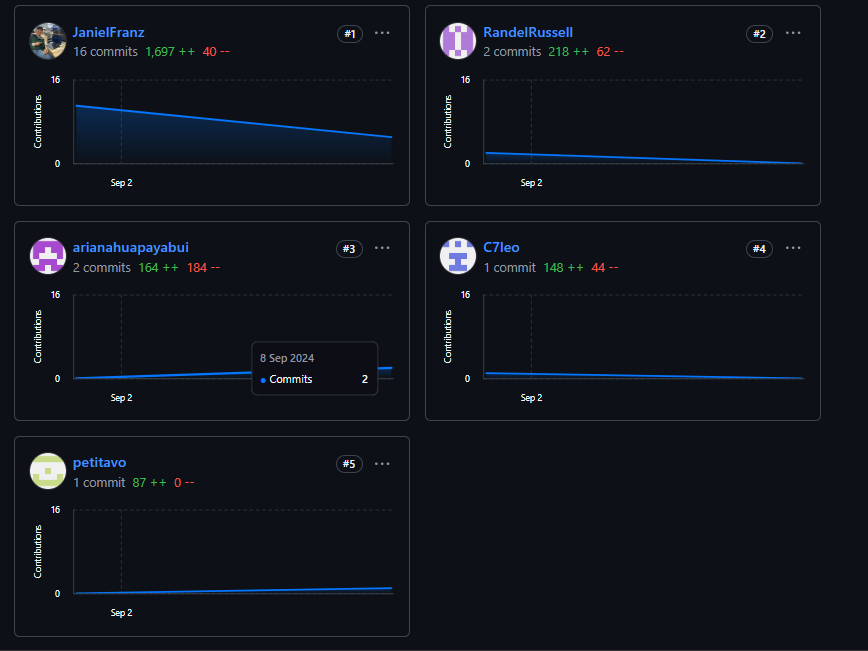 JanielFranz
#1
···
16 commits 1,697 ++ 40 --
16
Contributions
0
Sep 2
RandelRussell
#2
···
2 commits 218 ++ 62 --
16
Contributions
0
Sep 2
arianahuapayabui
#3
···
2 commits 164 ++ 184 --
16
Contributions
0
Sep 2
8 Sep 2024
Commits 2
C7leo
#4
···
1 commit 148 ++ 44 --
16
Contributions
0
Sep 2
petitavo
#5
···
1 commit 87 ++ 0 --
16
Contributions
0
Sep 2